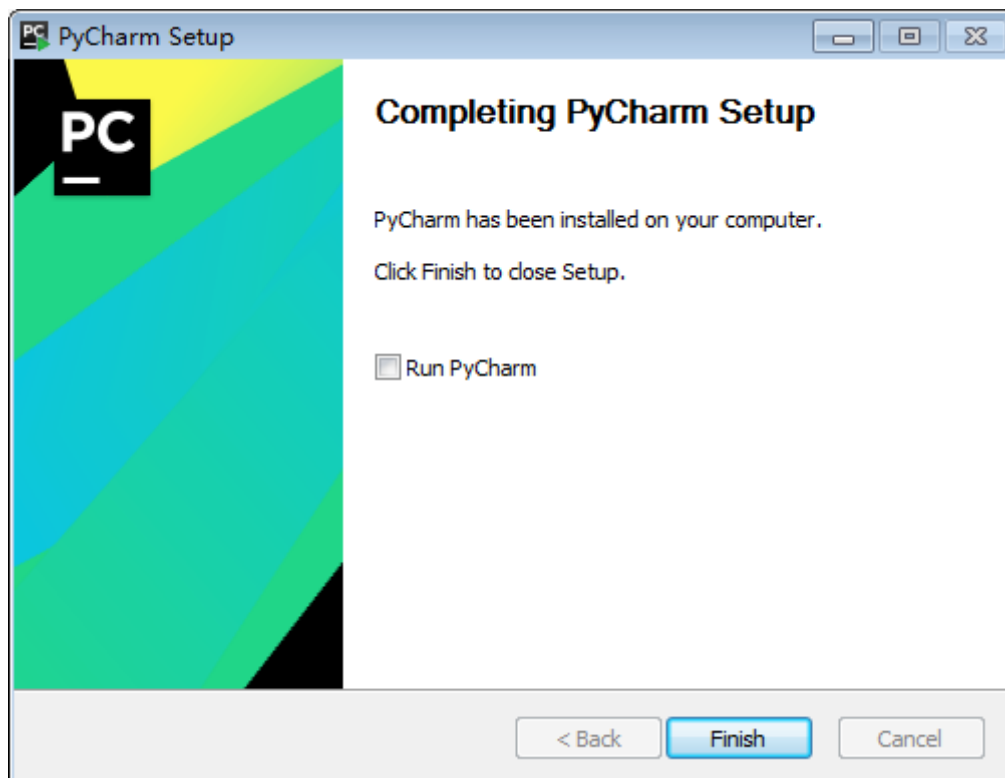 PC PyCharm Setup
PC
Completing PyCharm Setup
PyCharm has been installed on your computer.
Click Finish to close Setup.
Run PyCharm
< Back Finish Cancel